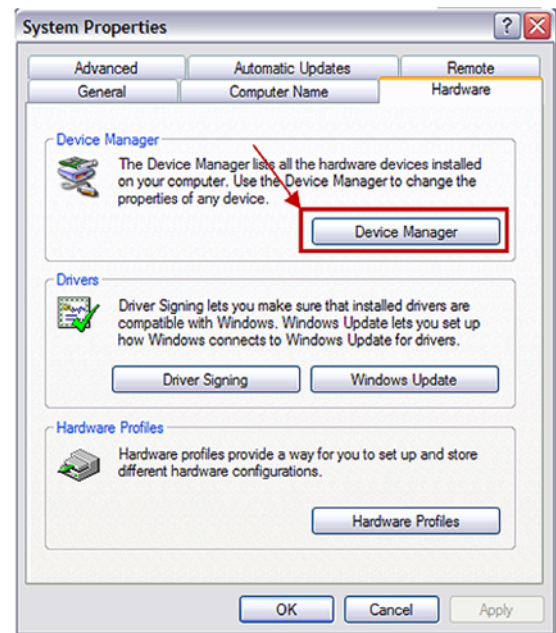 System Properties
Advanced Automatic Updates Remote
General Computer Name Hardware
Device Manager
The Device Manager lists all the hardware devices installed
on your computer. Use the Device Manager to change the
properties of any device.
Device Manager
Drivers
Driver Signing lets you make sure that installed drivers are
compatible with Windows. Windows Update lets you set up
how Windows connects to Windows Update for drivers.
Driver Signing Windows Update
Hardware Profiles
Hardware profiles provide a way for you to set up and store
different hardware configurations.
Hardware Profiles
OK Cancel Apply